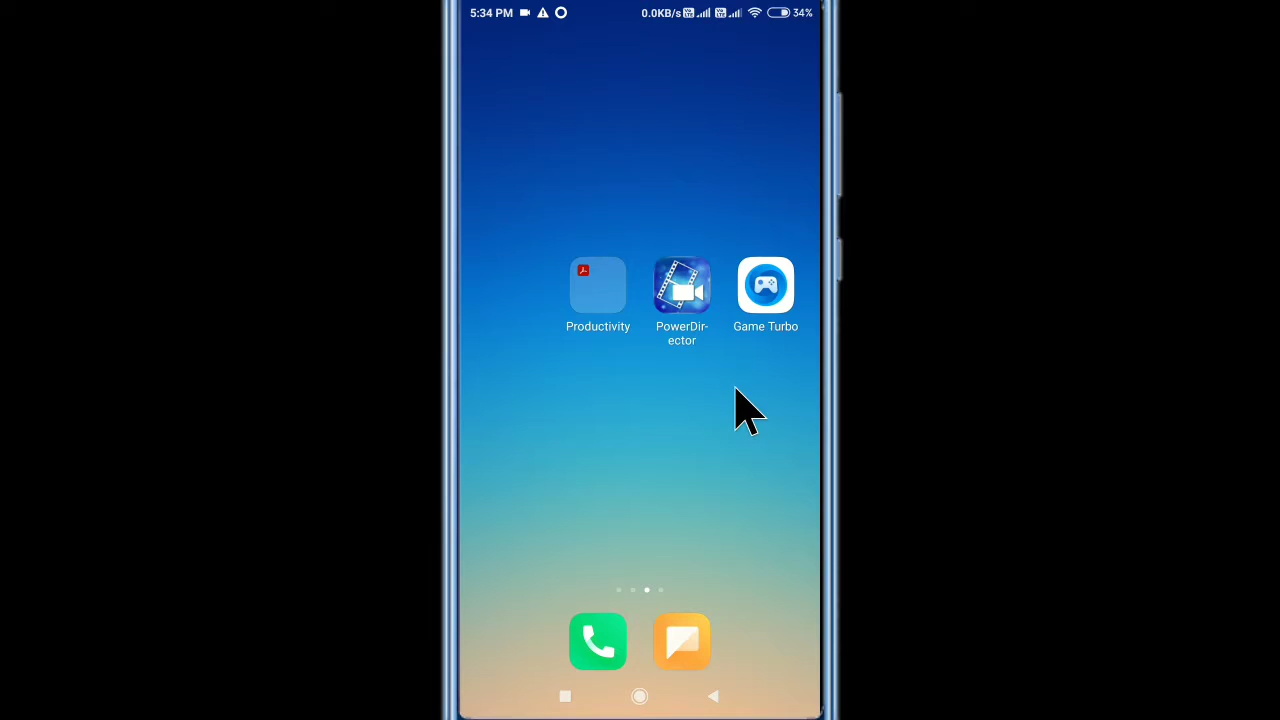 5:34 PM 0.0KB/s 34%
Productivity
PowerDir-
ector
Game Turbo